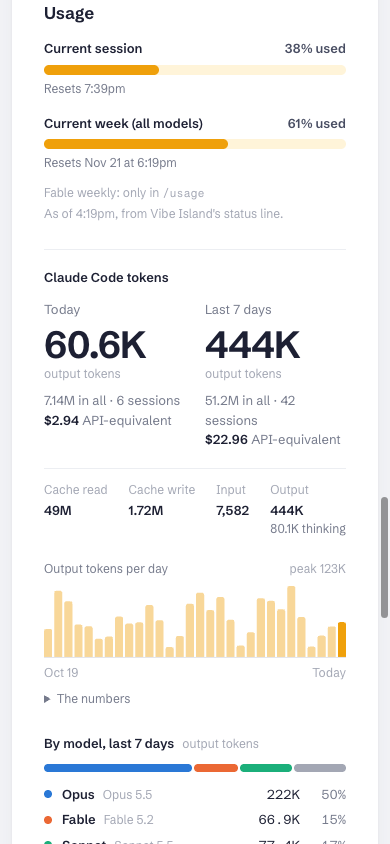 Usage
Current session 38% used
Resets 7:39pm
Current week (all models) 61% used
Resets Nov 21 at 6:19pm
Fable weekly: only in /usage
As of 4:19pm, from Vibe Island's status line.
Claude Code tokens
Today Last 7 days
60.6K 444K
output tokens output tokens
7.14M in all · 6 sessions 51.2M in all · 42
sessions
$2.94 API-equivalent $22.96 API-equivalent
Cache read Cache write Input Output
49M 1.72M 7,582 444K
80.1K thinking
Output tokens per day peak 123K
Oct 19 Today
The numbers
By model, last 7 days output tokens
Opus Opus 5.5 222K 50%
Fable Fable 5.2 66.9K 15%